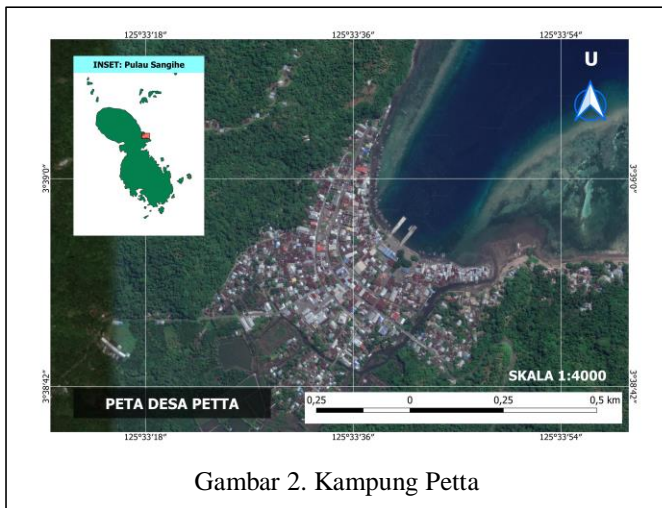 125°33'18" 125°33'36" 125°33'54"
INSET: Pulau Sangihe
U
3°39'0" 3°39'0"
3°38'42" 3°38'42"
SKALA 1:4000
PETA DESA PETTA
0,25 0 0,25 0,5 km
125°33'18" 125°33'36" 125°33'54"
Gambar 2. Kampung Petta